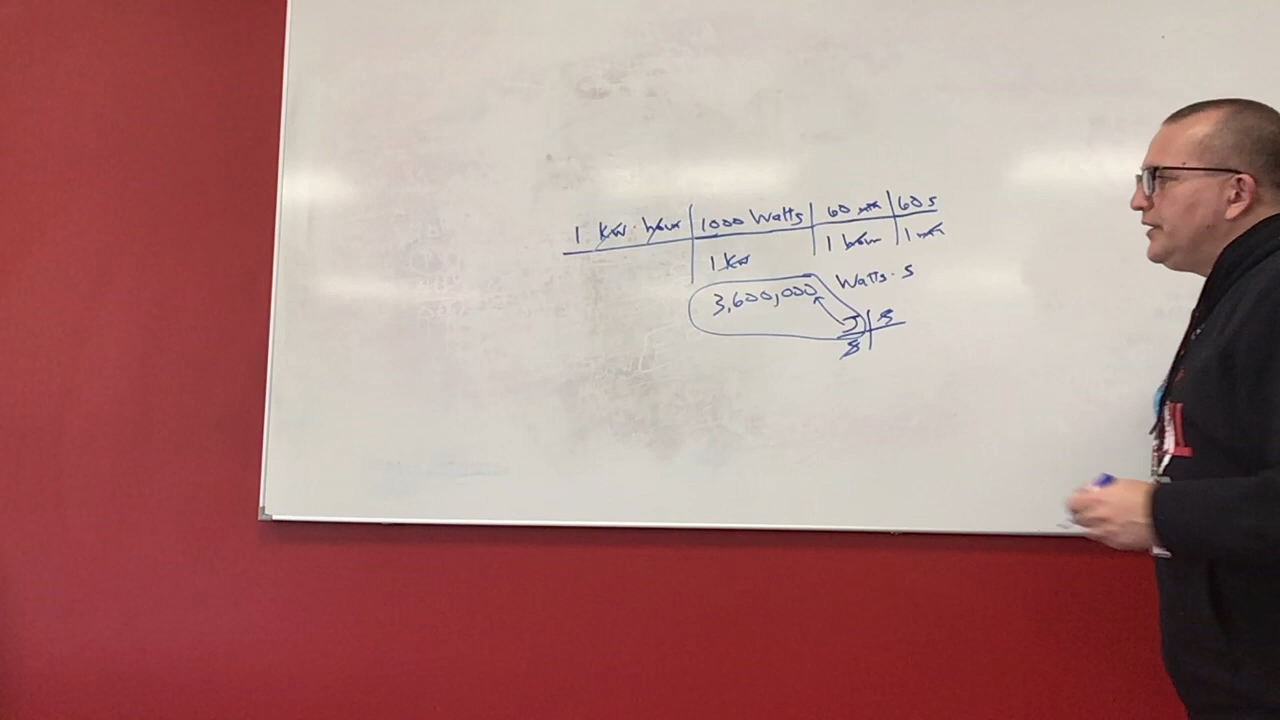 1 kw · hour | 1000 Watts | 60 min | 60 s
1 kw | 1 hour | 1 min
3,600,000 Watts · s
J | s
s